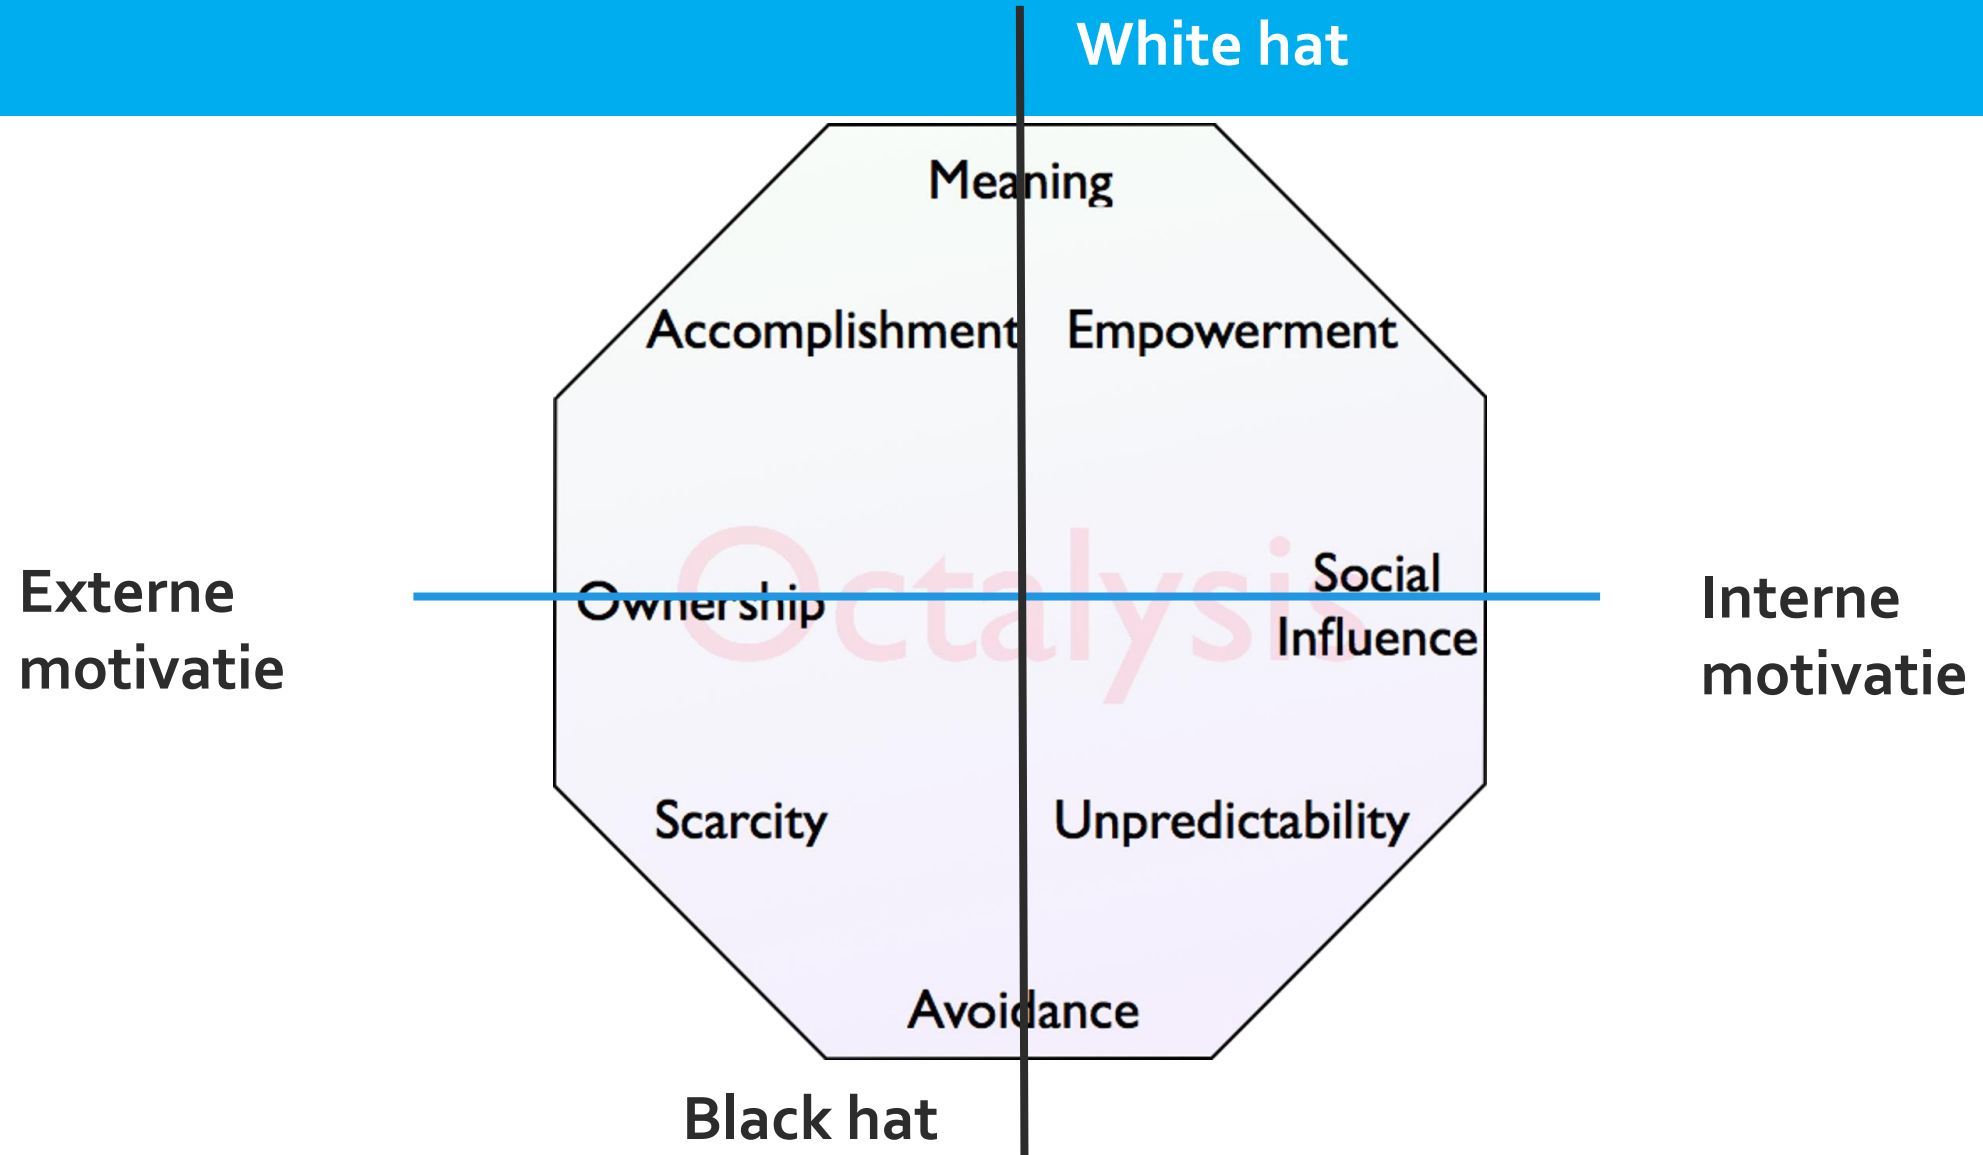 White hat
Meaning
Accomplishment Empowerment
Octalysis
Ownership
Social
Influence
Externe
motivatie
Interne
motivatie
Scarcity
Unpredictability
Avoidance
Black hat